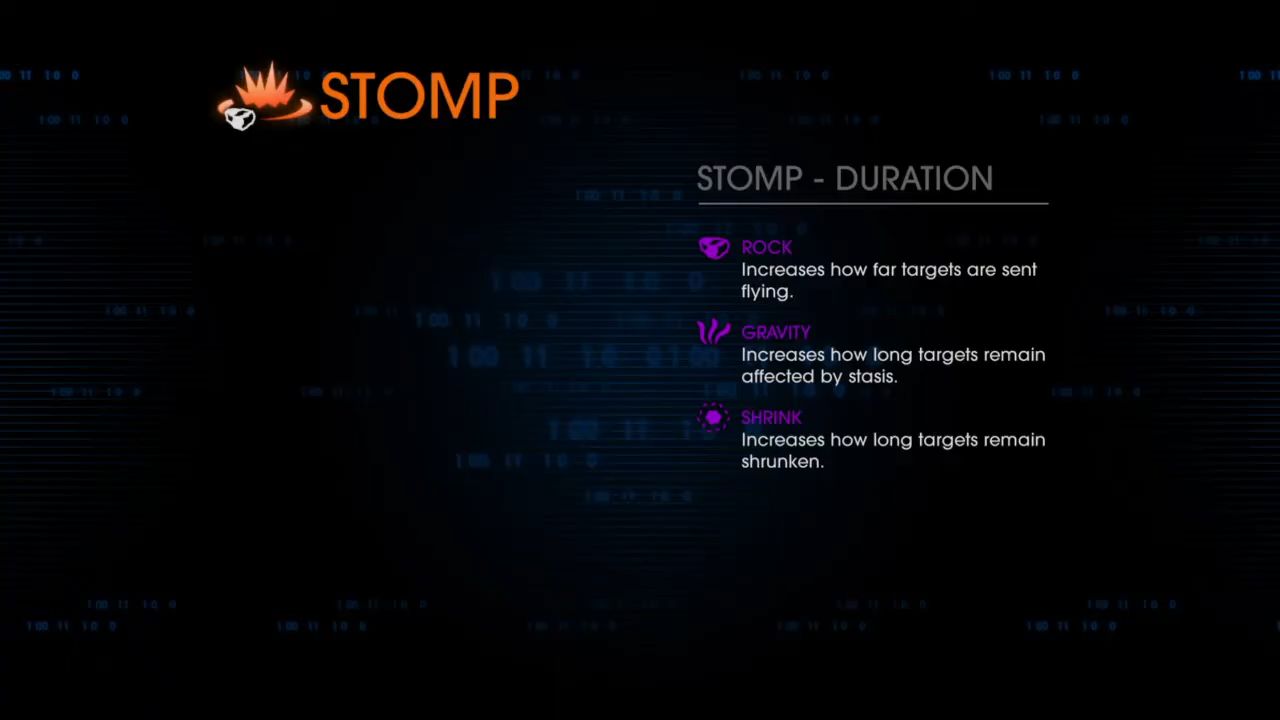 STOMP
STOMP - DURATION
ROCK
Increases how far targets are sent
flying.
GRAVITY
Increases how long targets remain
affected by stasis.
SHRINK
Increases how long targets remain
shrunken.